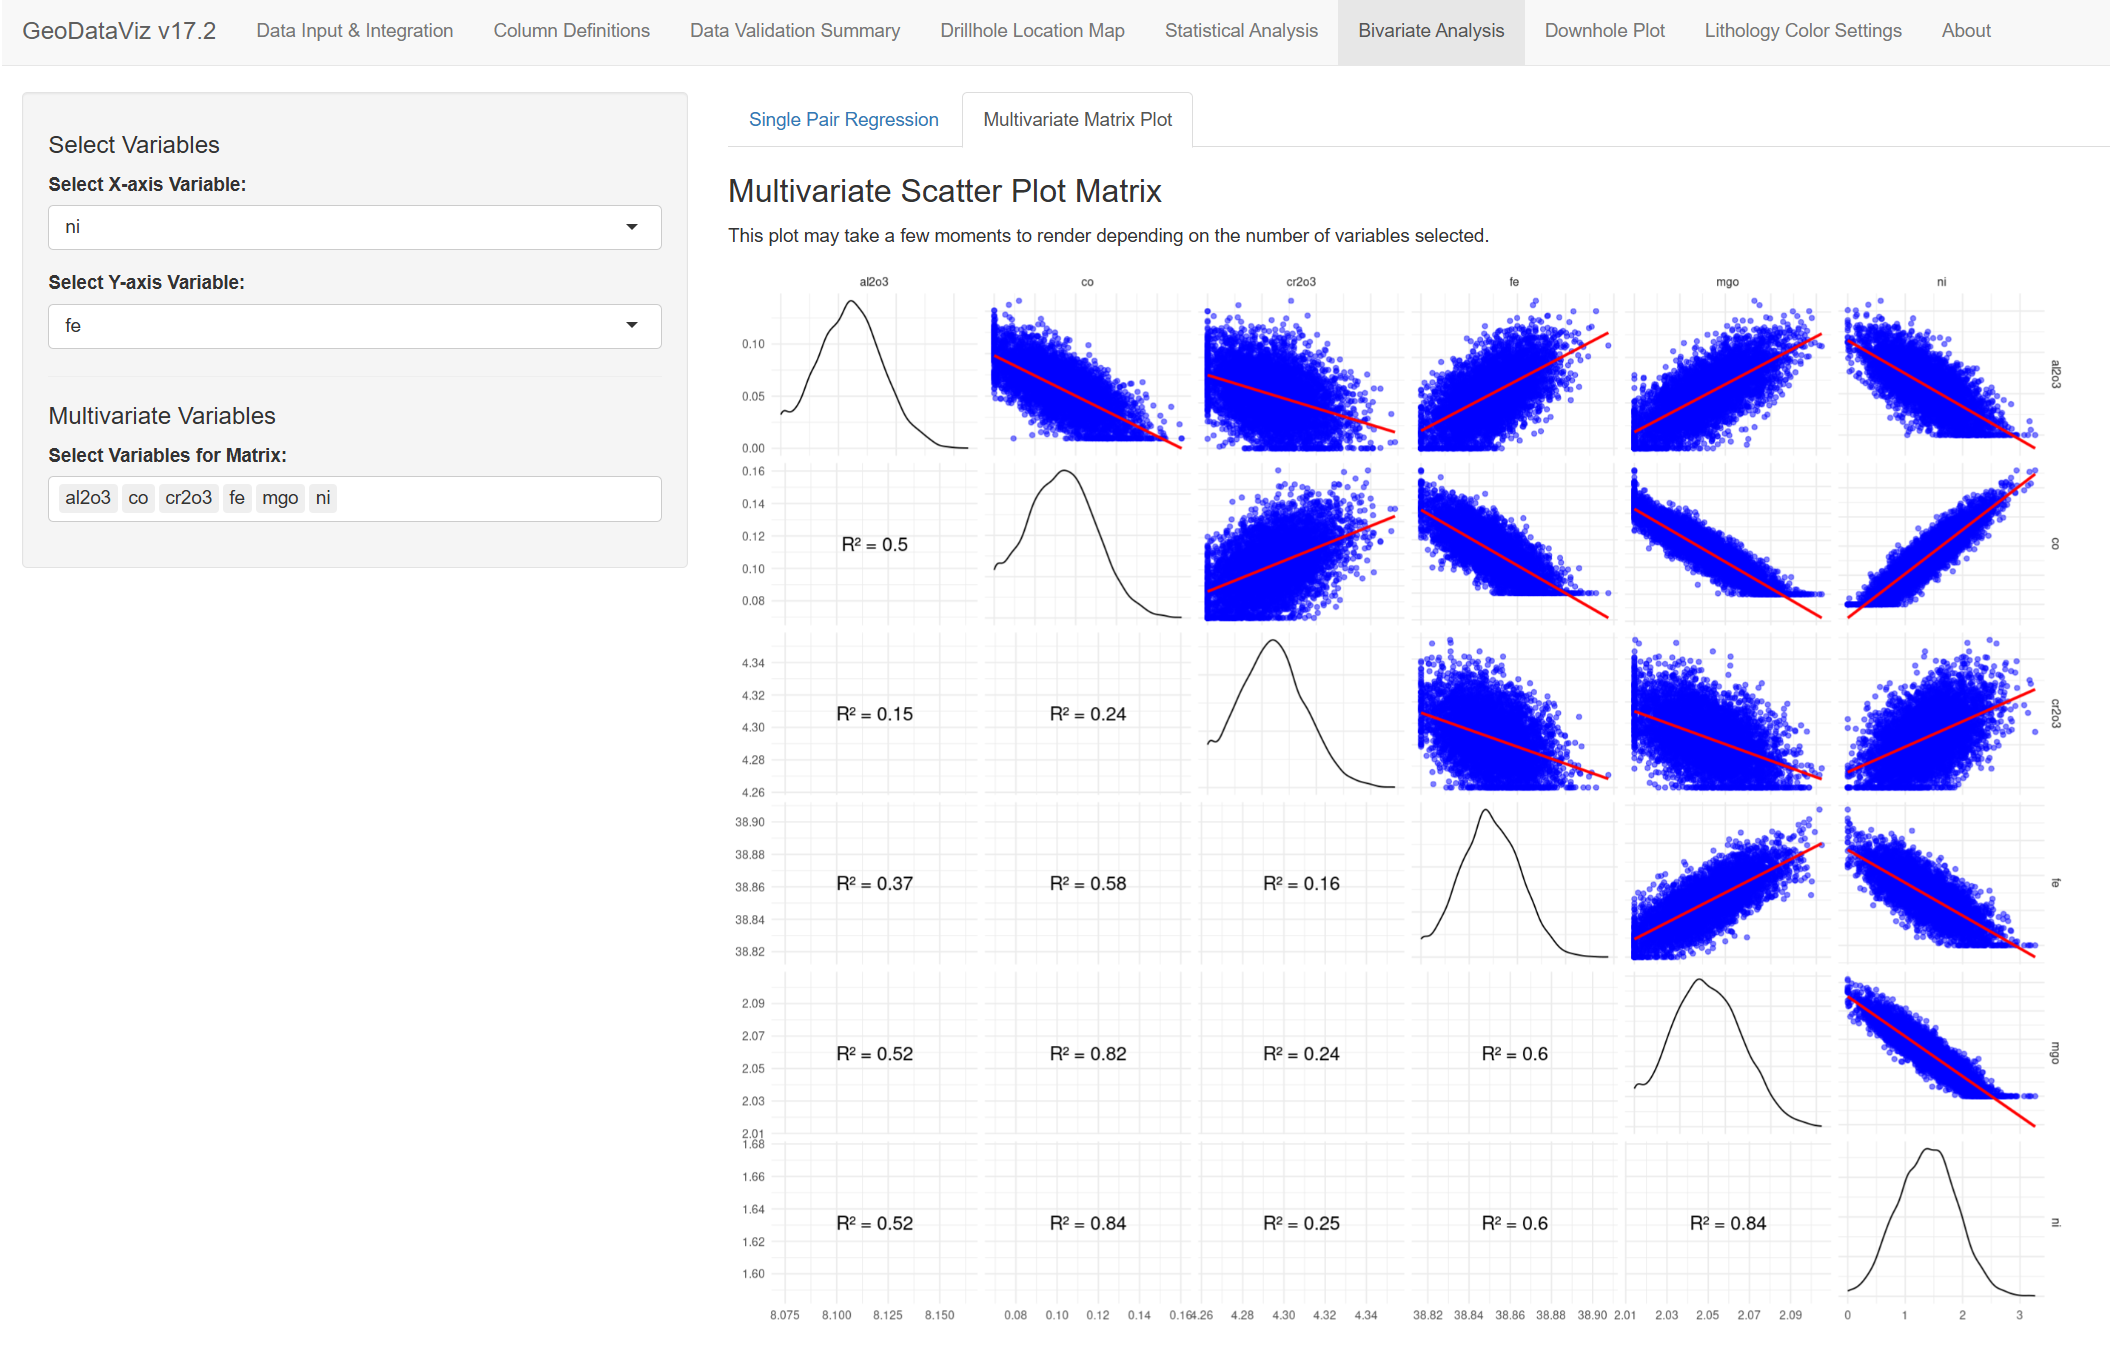 GeoDataViz v17.2 Data Input & Integration Column Definitions Data Validation Summary Drillhole Location Map Statistical Analysis Bivariate Analysis Downhole Plot Lithology Color Settings About
Select Variables
Select X-axis Variable:
ni
Select Y-axis Variable:
fe
Multivariate Variables
Select Variables for Matrix:
al2o3 co cr2o3 fe mgo ni
Single Pair Regression Multivariate Matrix Plot
Multivariate Scatter Plot Matrix
This plot may take a few moments to render depending on the number of variables selected.
al2o3 co cr2o3 fe mgo ni
0.10
0.05
0.00
al2o3
0.16
0.14
0.12
0.10
0.08
R² = 0.5
co
4.34
4.32
4.30
4.28
4.26
R² = 0.15 R² = 0.24
cr2o3
38.90
38.88
38.86
38.84
38.82
R² = 0.37 R² = 0.58 R² = 0.16
fe
2.09
2.07
2.05
2.03
2.01
R² = 0.52 R² = 0.82 R² = 0.24 R² = 0.6
mgo
1.68
1.66
1.64
1.62
1.60
R² = 0.52 R² = 0.84 R² = 0.25 R² = 0.6 R² = 0.84
ni
8.075 8.100 8.125 8.150 0.08 0.10 0.12 0.14 0.16 4.26 4.28 4.30 4.32 4.34 38.82 38.84 38.86 38.88 38.90 2.01 2.03 2.05 2.07 2.09 0 1 2 3